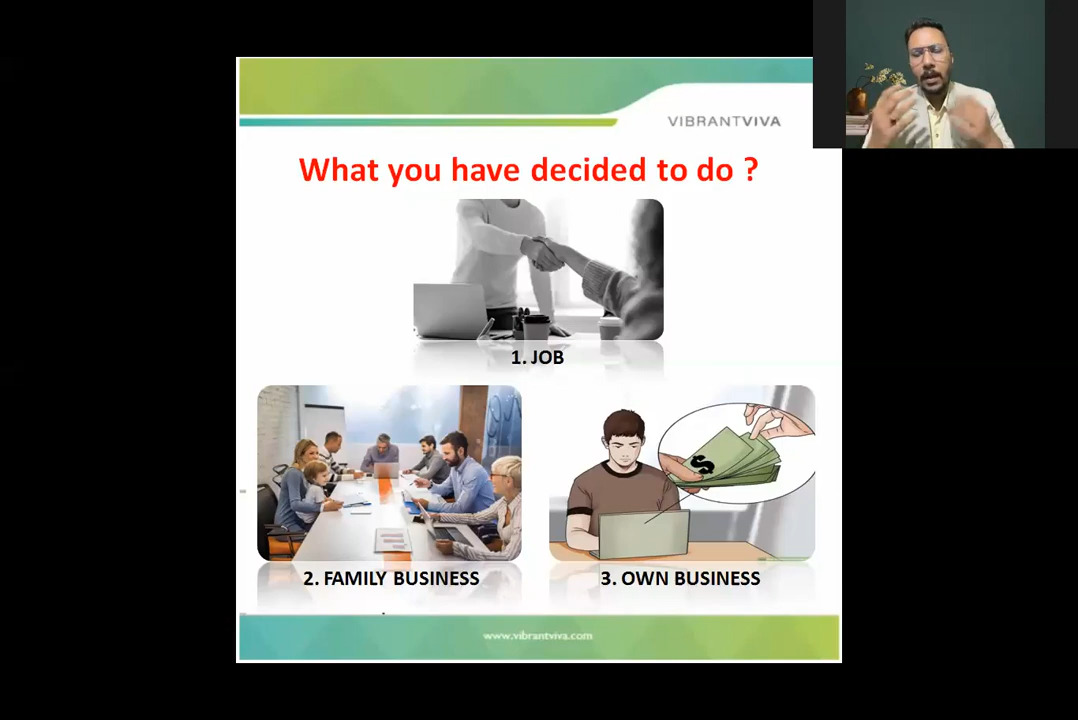 VIBRANTVIVA
What you have decided to do ?
1. JOB
2. FAMILY BUSINESS
3. OWN BUSINESS
$
www.vibrantviva.com